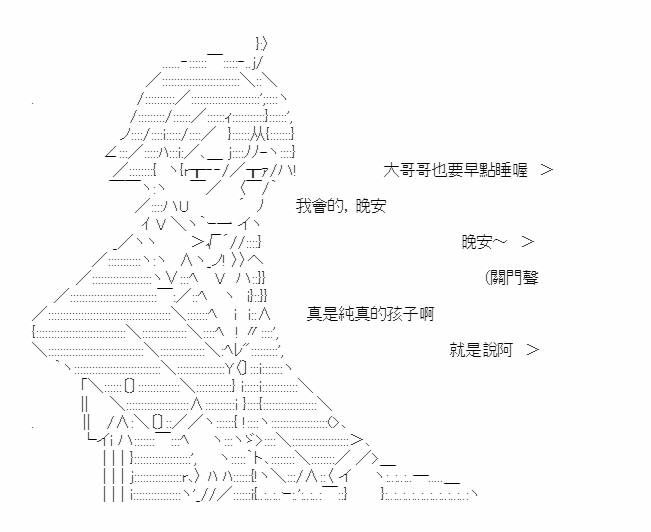 大哥哥也要早點睡喔 ＞
我會的, 晚安
晚安～ ＞
(關門聲
真是純真的孩子啊
就是說阿 ＞